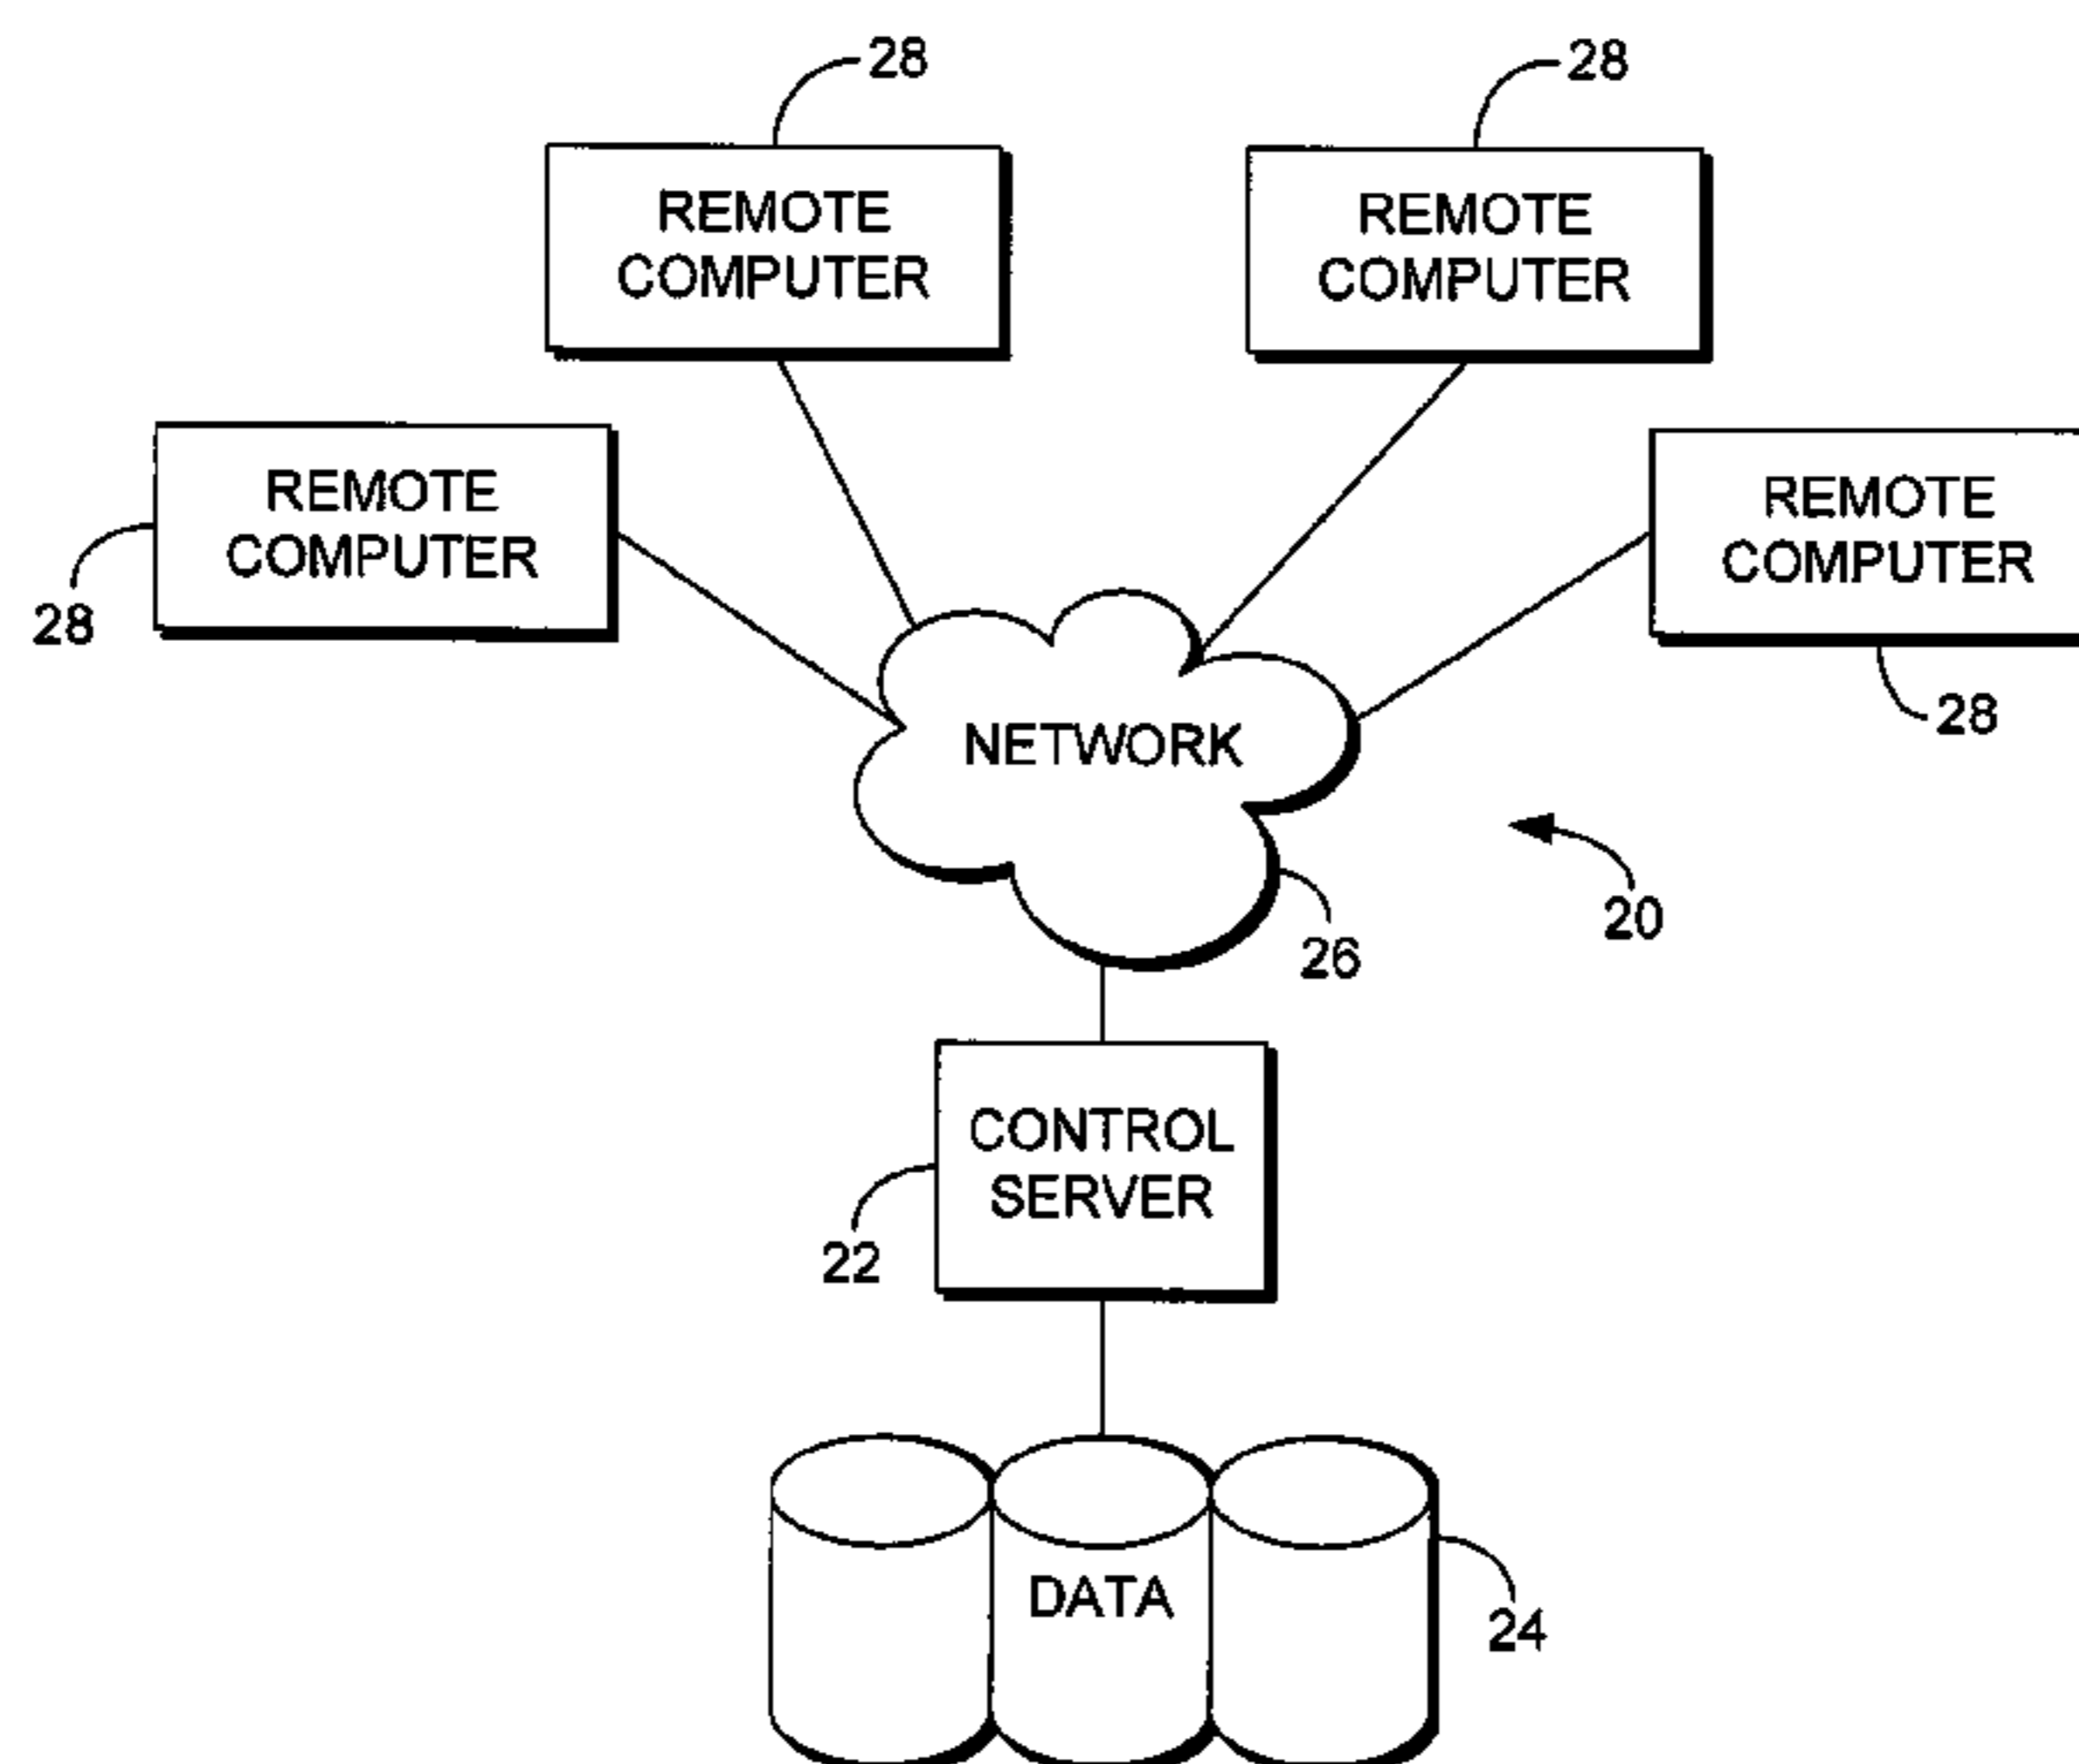 28
28
REMOTE
COMPUTER
REMOTE
COMPUTER
REMOTE
COMPUTER
REMOTE
COMPUTER
28
28
NETWORK
20
26
CONTROL
SERVER
22
DATA
24